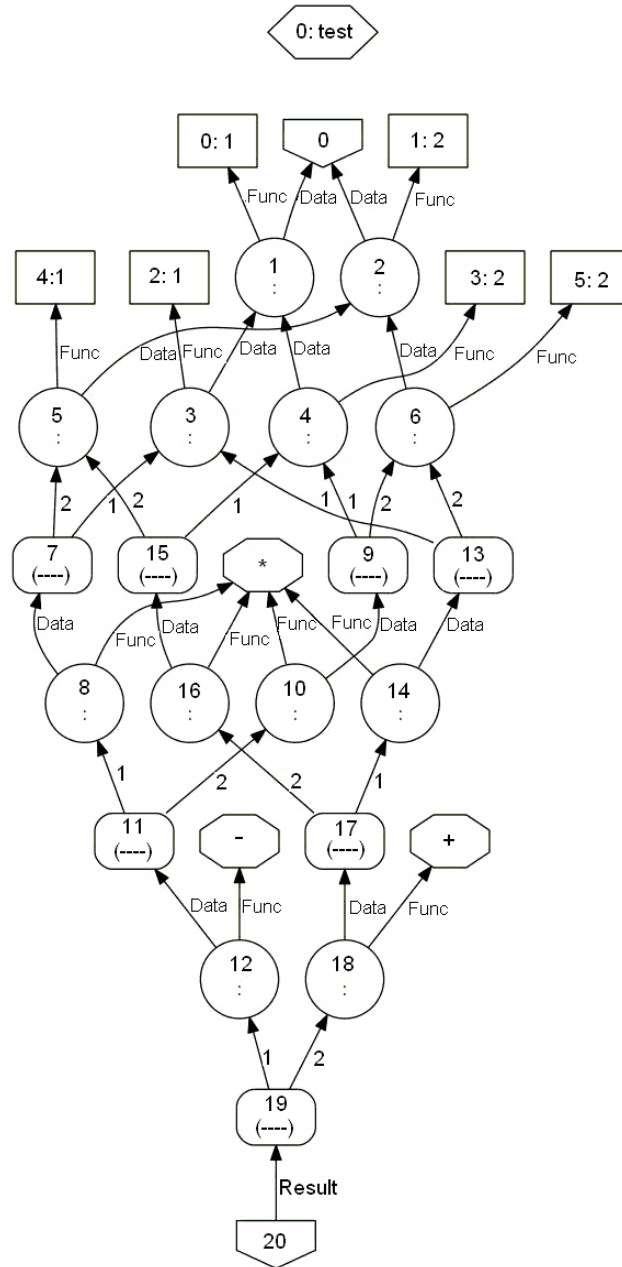 0: test
0: 1
0
1: 2
.Func
.Data
Data
Func
4:1
2: 1
1
:
2
:
3: 2
5: 2
Func
Data
Func
Data
Data
Data
Func
Func
5
:
3
:
4
:
6
:
2
1
2
1
1
1
2
2
7
(----)
15
(----)
*
9
(----)
13
(----)
Data
Func
Data
Func
Func
Func
Data
Data
8
:
16
:
10
:
14
:
1
2
2
1
11
(----)
-
17
(----)
+
Data
Func
Data
Func
12
:
18
:
1
2
19
(----)
Result
20